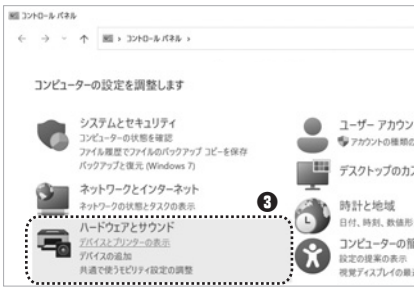 コントロール パネル
コントロール パネル
コンピューターの設定を調整します
システムとセキュリティ
コンピューターの状態を確認
ファイル履歴でファイルのバックアップ コピーを保存
バックアップと復元 (Windows 7)
ネットワークとインターネット
ネットワークの状態とタスクの表示
3
ハードウェアとサウンド
デバイスとプリンターの表示
デバイスの追加
共通で使うモビリティ設定の調整
ユーザー アカウン
アカウントの種類の
デスクトップのカス
時計と地域
日付、時刻、数値形
コンピューターの簡
設定の提案の表示
視覚ディスプレイの最